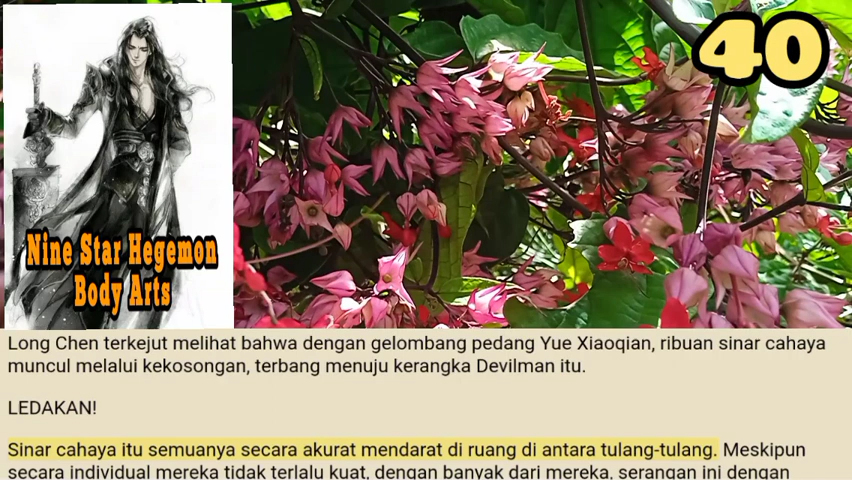 40
Nine Star Hegemon
Body Arts
Long Chen terkejut melihat bahwa dengan gelombang pedang Yue Xiaoqian, ribuan sinar cahaya
muncul melalui kekosongan, terbang menuju kerangka Devilman itu.
LEDAKAN!
Sinar cahaya itu semuanya secara akurat mendarat di ruang di antara tulang-tulang. Meskipun
secara individual mereka tidak terlalu kuat, dengan banyak dari mereka, serangan ini dengan